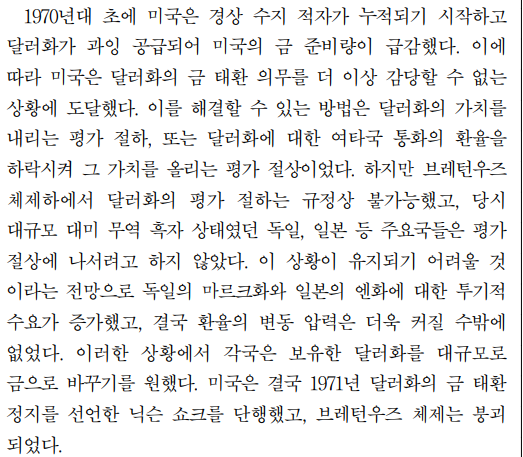 1970년대 초에 미국은 경상 수지 적자가 누적되기 시작하고
달러화가 과잉 공급되어 미국의 금 준비량이 급감했다. 이에
따라 미국은 달러화의 금 태환 의무를 더 이상 감당할 수 없는
상황에 도달했다. 이를 해결할 수 있는 방법은 달러화의 가치를
내리는 평가 절하, 또는 달러화에 대한 여타국 통화의 환율을
하락시켜 그 가치를 올리는 평가 절상이었다. 하지만 브레턴우즈
체제하에서 달러화의 평가 절하는 규정상 불가능했고, 당시
대규모 대미 무역 흑자 상태였던 독일, 일본 등 주요국들은 평가
절상에 나서려고 하지 않았다. 이 상황이 유지되기 어려울 것
이라는 전망으로 독일의 마르크화와 일본의 엔화에 대한 투기적
수요가 증가했고, 결국 환율의 변동 압력은 더욱 커질 수밖에
없었다. 이러한 상황에서 각국은 보유한 달러화를 대규모로
금으로 바꾸기를 원했다. 미국은 결국 1971년 달러화의 금 태환
정지를 선언한 닉슨 쇼크를 단행했고, 브레턴우즈 체제는 붕괴
되었다.